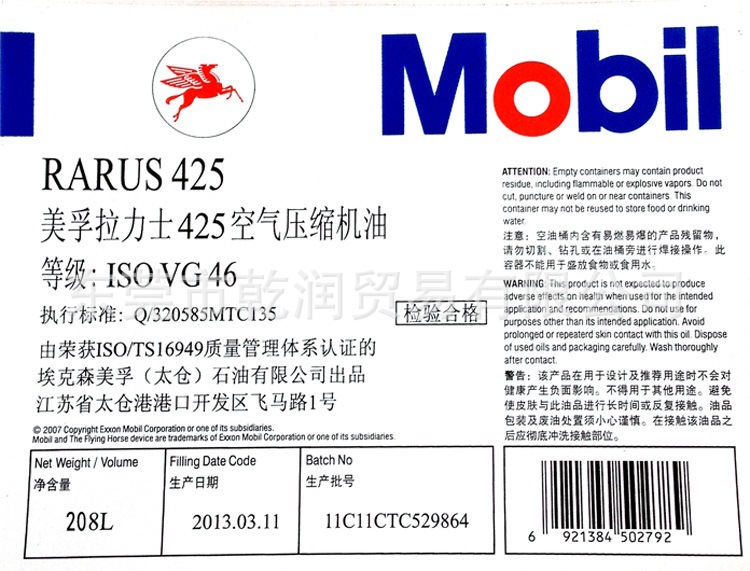 Mobil
RARUS 425
美孚拉力士425空气压缩机油
等级: ISO VG 46
执行标准: Q/320585MTC135
检验合格
由荣获ISO/TS16949质量管理体系认证的
埃克森美孚（太仓）石油有限公司出品
江苏省太仓港港口开发区飞马路1号
© 2007 Copyright Exxon Mobil Corporation or one of its subsidiaries.
Mobil and The Flying Horse device are trademarks of Exxon Mobil Corporation or one of its subsidiaries.
ATTENTION: Empty containers may contain product
residue, including flammable or explosive vapors. Do not
cut, puncture or weld on or near containers. This
container may not be reused to store food or drinking
water.
注意：空油桶内含有易燃易爆的产品残留物，
请勿切割、钻孔或在油桶旁进行焊接操作。此
容器不能用于盛放食物或食用水。
WARNING: This product is not expected to produce
adverse effects on health when used for the intended
application and recommendations. Do not use for
purposes other than its intended application. Avoid
prolonged or repeated skin contact with this oil. Dispose
of used oils and packaging carefully. Wash thoroughly
after contact.
警告：该产品在用于设计及推荐用途时不会对
健康产生负面影响。不得用于其他用途。避免
使皮肤与此油品进行长时间或反复接触。油品
包装及废油处置须小心谨慎。在接触该油品之
后应彻底冲洗接触部位。
Net Weight / Volume
净含量
208L
Filling Date Code
生产日期
2013.03.11
Batch No
生产批号
11C11CTC529864
6 921384 502792
东莞市乾润贸易有限公司